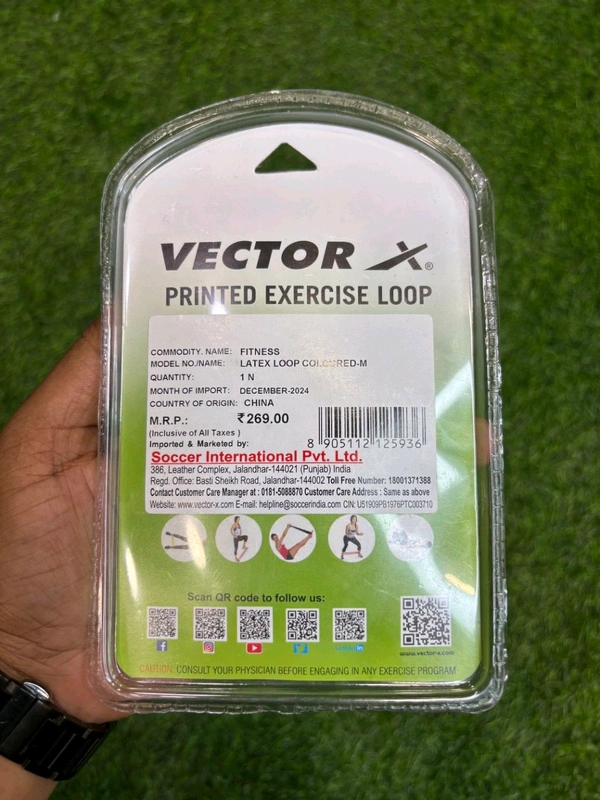 VECTOR X®
PRINTED EXERCISE LOOP
COMMODITY. NAME: FITNESS
MODEL NO./NAME: LATEX LOOP COLOURED-M
QUANTITY: 1 N
MONTH OF IMPORT: DECEMBER-2024
COUNTRY OF ORIGIN: CHINA
M.R.P.: ₹269.00
(Inclusive of All Taxes )
8 905112 125936
Imported & Marketed by:
Soccer International Pvt. Ltd.
386, Leather Complex, Jalandhar-144021 (Punjab) India
Regd. Office: Basti Sheikh Road, Jalandhar-144002 Toll Free Number: 18001371388
Contact Customer Care Manager at : 0181-5088870 Customer Care Address : Same as above
Website: www.vector-x.com E-mail: helpline@soccerindia.com CIN: U51909PB1976PTC003710
Scan QR code to follow us:
www.vector-x.com
CAUTION: CONSULT YOUR PHYSICIAN BEFORE ENGAGING IN ANY EXERCISE PROGRAM